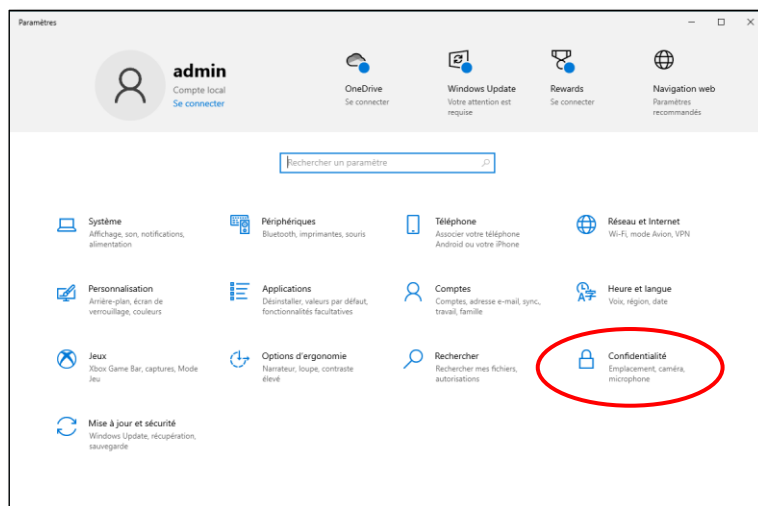 Paramètres
admin
Compte local
Se connecter
OneDrive
Se connecter
Windows Update
Votre attention est
requise
Rewards
Se connecter
Navigation web
Paramètres
recommandés
Rechercher un paramètre
Système
Affichage, son, notifications,
alimentation
Périphériques
Bluetooth, imprimantes, souris
Téléphone
Associer votre téléphone
Android ou votre iPhone
Réseau et Internet
Wi-Fi, mode Avion, VPN
Personnalisation
Arrière-plan, écran de
verrouillage, couleurs
Applications
Désinstaller, valeurs par défaut,
fonctionnalités facultatives
Comptes
Comptes, adresse e-mail, sync.,
travail, famille
Heure et langue
Voix, région, date
Jeux
Xbox Game Bar, captures, Mode
Jeu
Options d'ergonomie
Narrateur, loupe, contraste
élevé
Rechercher
Rechercher mes fichiers,
autorisations
Confidentialité
Emplacement, caméra,
microphone
Mise à jour et sécurité
Windows Update, récupération,
sauvegarde